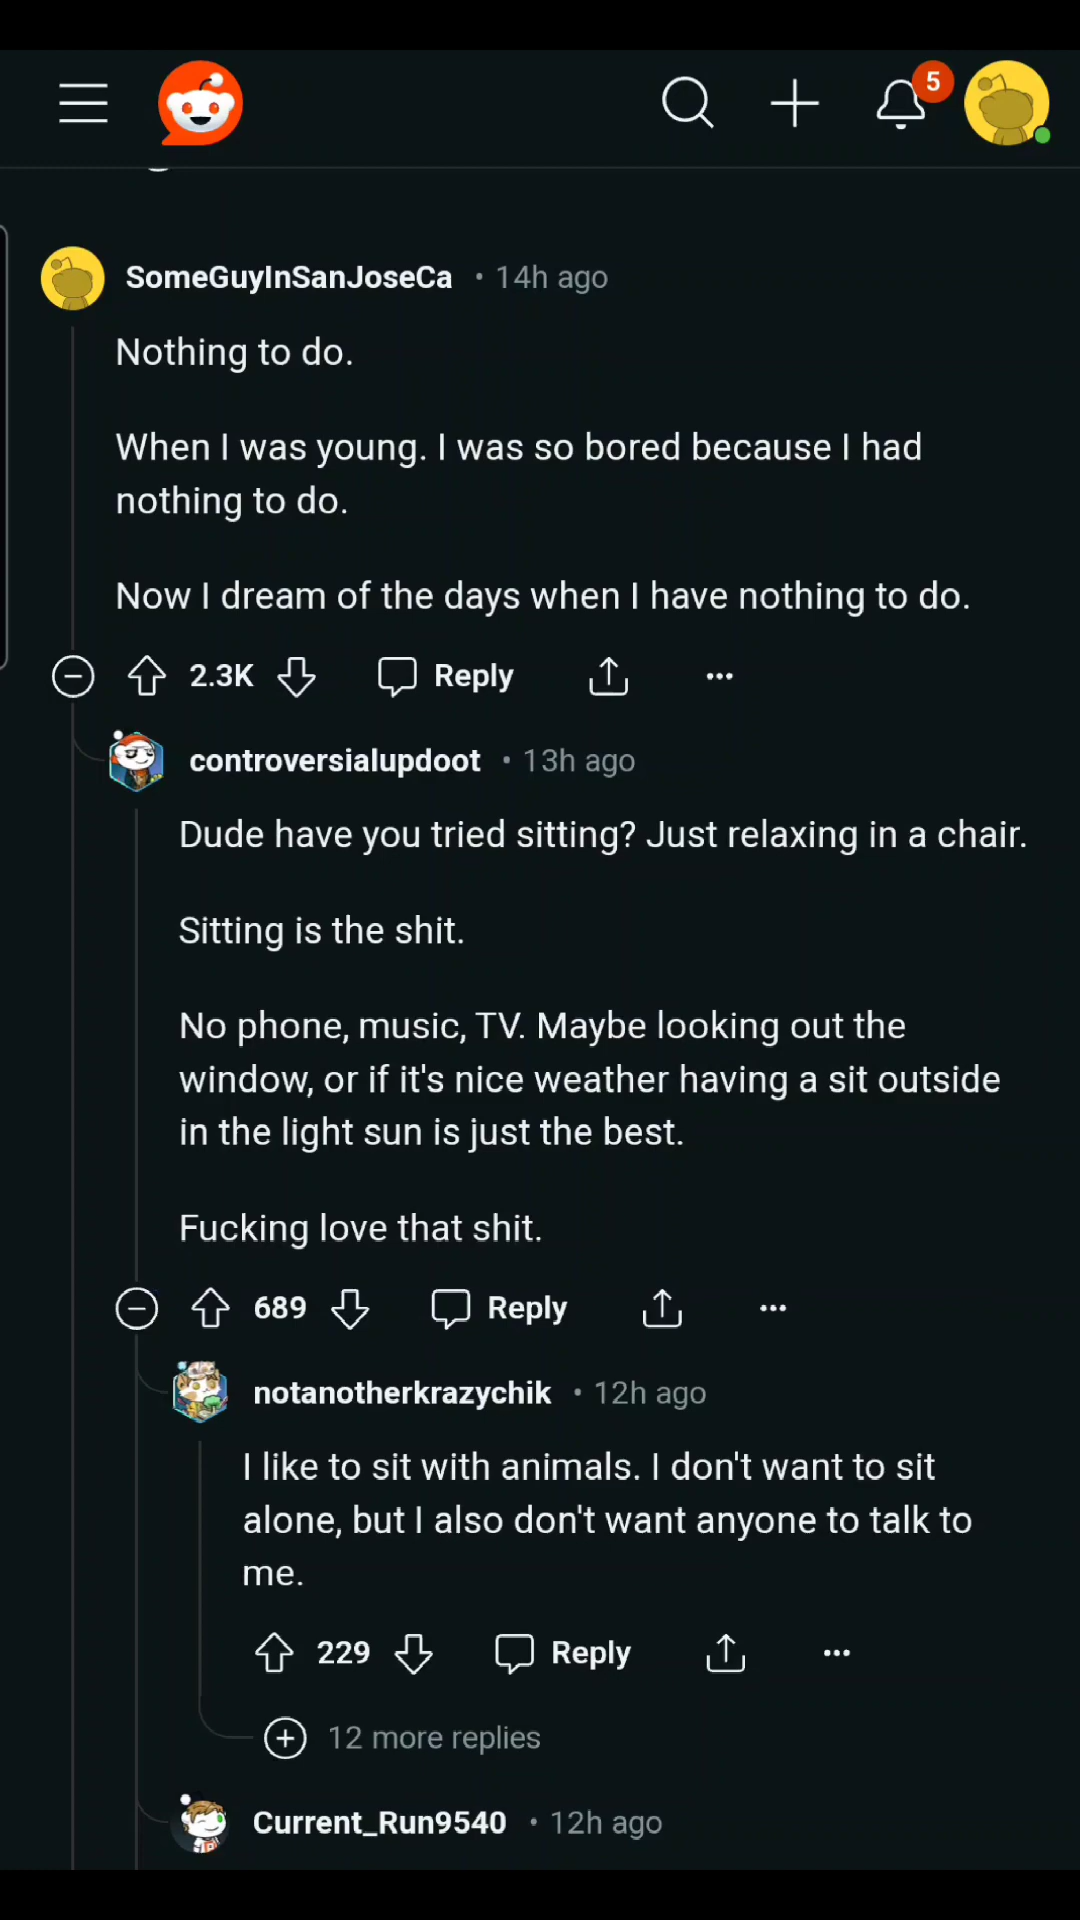 5
SomeGuyInSanJoseCa • 14h ago
Nothing to do.
When I was young. I was so bored because I had
nothing to do.
Now I dream of the days when I have nothing to do.
2.3K Reply
controversialupdoot • 13h ago
Dude have you tried sitting? Just relaxing in a chair.
Sitting is the shit.
No phone, music, TV. Maybe looking out the
window, or if it's nice weather having a sit outside
in the light sun is just the best.
Fucking love that shit.
689 Reply
notanotherkrazychik • 12h ago
I like to sit with animals. I don't want to sit
alone, but I also don't want anyone to talk to
me.
229 Reply
12 more replies
Current_Run9540 • 12h ago